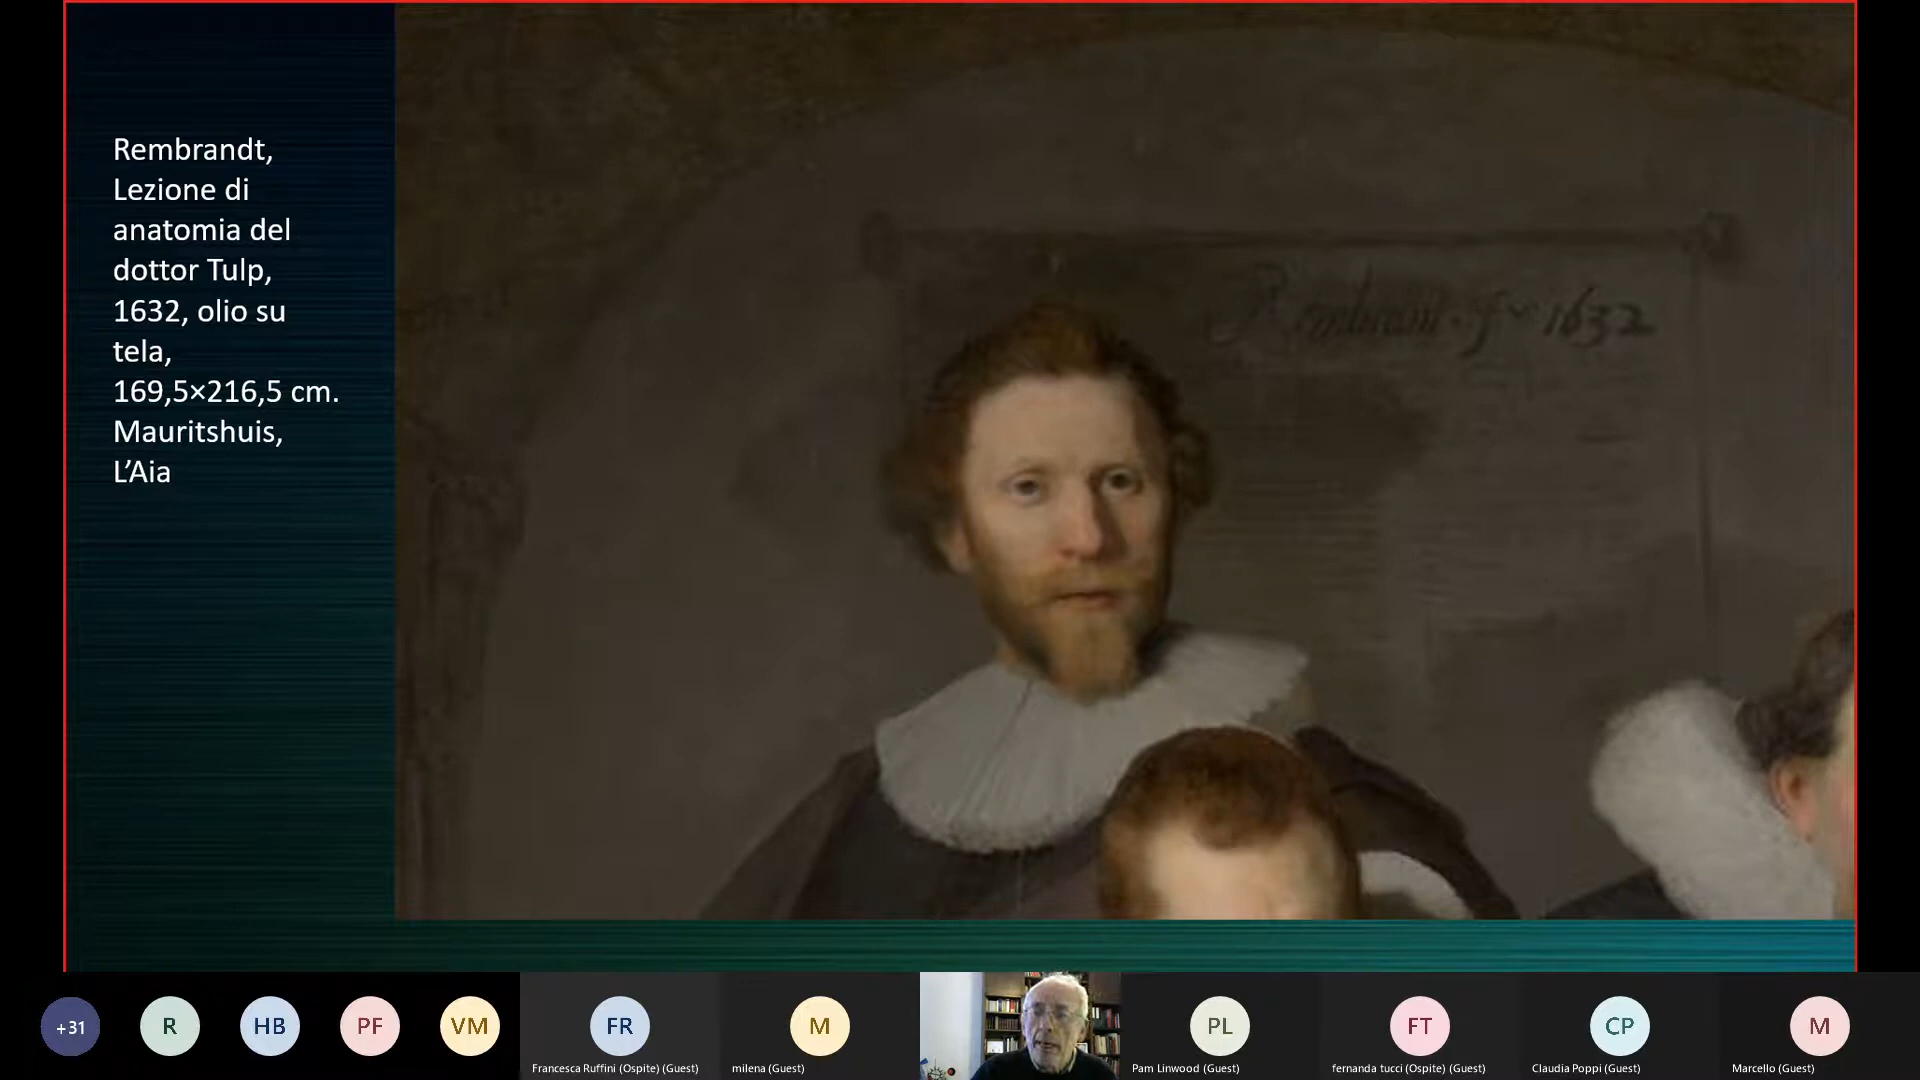 Rembrandt,
Lezione di
anatomia del
dottor Tulp,
1632, olio su
tela,
169,5×216,5 cm.
Mauritshuis,
L’Aia
Rembrant. f 1632
+31
R
HB
PF
VM
FR
M
PL
FT
CP
M
Francesca Ruffini (Ospite) (Guest)
milena (Guest)
Pam Linwood (Guest)
fernanda tucci (Ospite) (Guest)
Claudia Poppi (Guest)
Marcello (Guest)